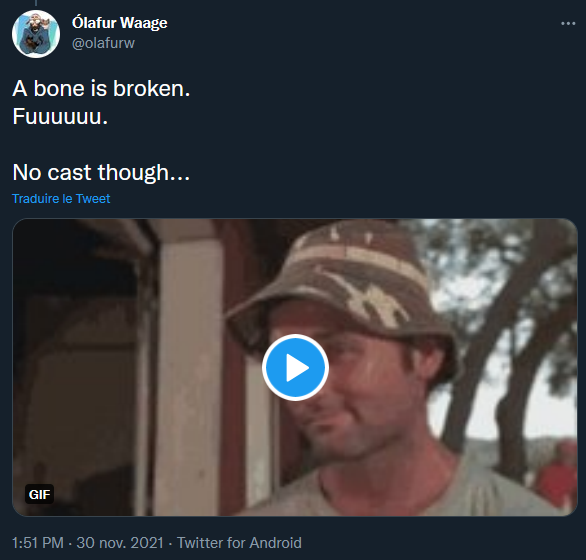 Ólafur Waage
@olafurw
A bone is broken.
Fuuuuuu.
No cast though...
Traduire le Tweet
GIF
1:51 PM · 30 nov. 2021 · Twitter for Android